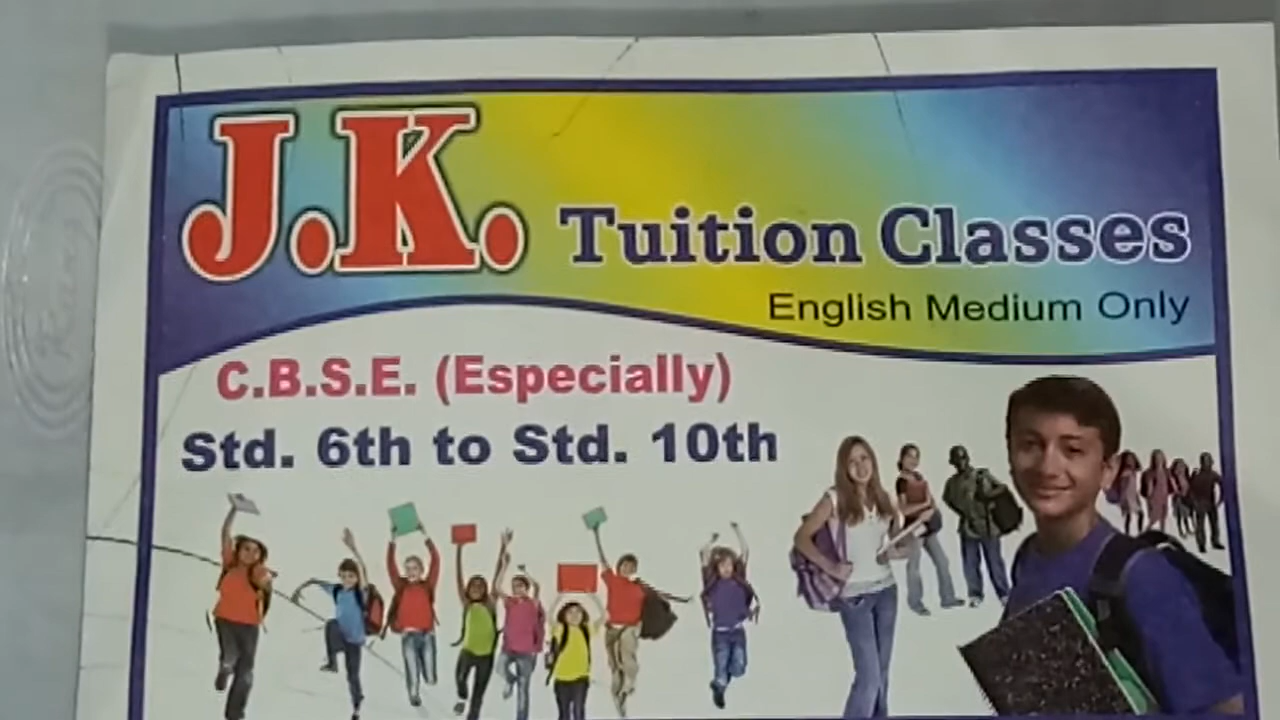 J.K. Tuition Classes
English Medium Only
C.B.S.E. (Especially)
Std. 6th to Std. 10th